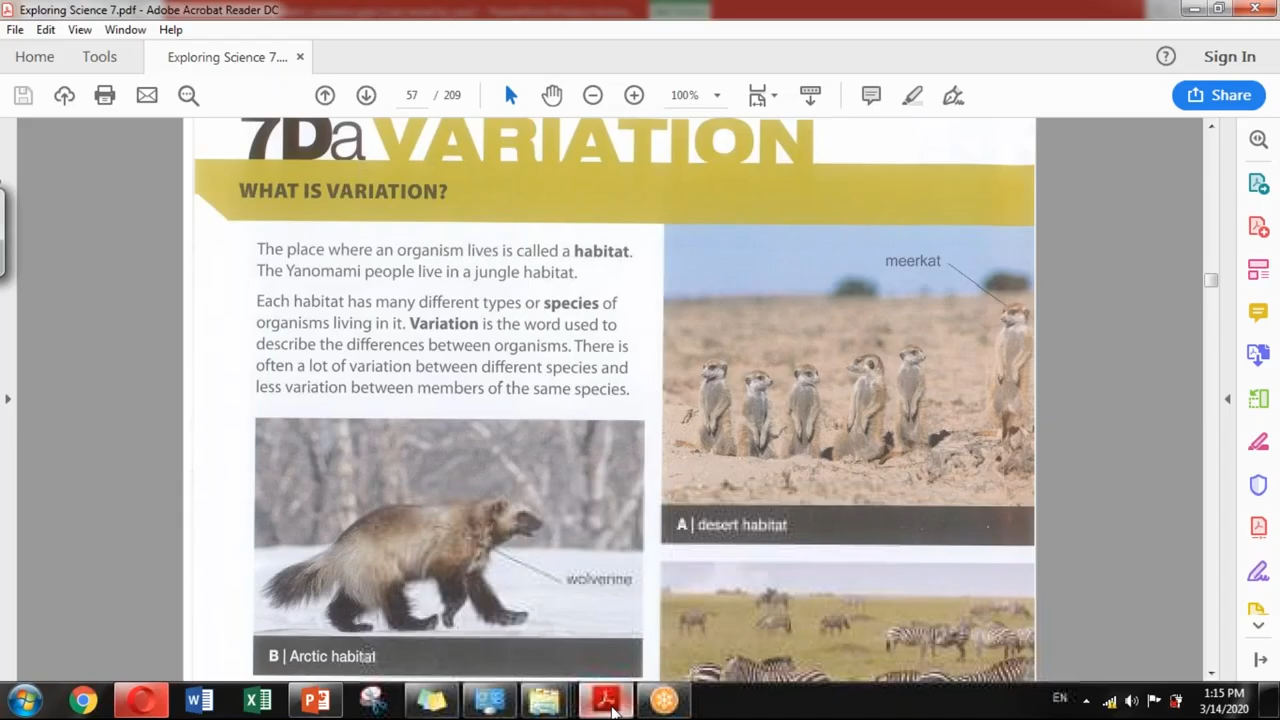 Exploring Science 7.pdf - Adobe Acrobat Reader DC
File Edit View Window Help
Home Tools Exploring Science 7.... × Sign In
57 / 209 100% Share
7Da VARIATION
WHAT IS VARIATION?
The place where an organism lives is called a habitat.
The Yanomami people live in a jungle habitat.
Each habitat has many different types or species of
organisms living in it. Variation is the word used to
describe the differences between organisms. There is
often a lot of variation between different species and
less variation between members of the same species.
meerkat
A | desert habitat
wolverine
B | Arctic habitat
EN 1:15 PM
3/14/2020